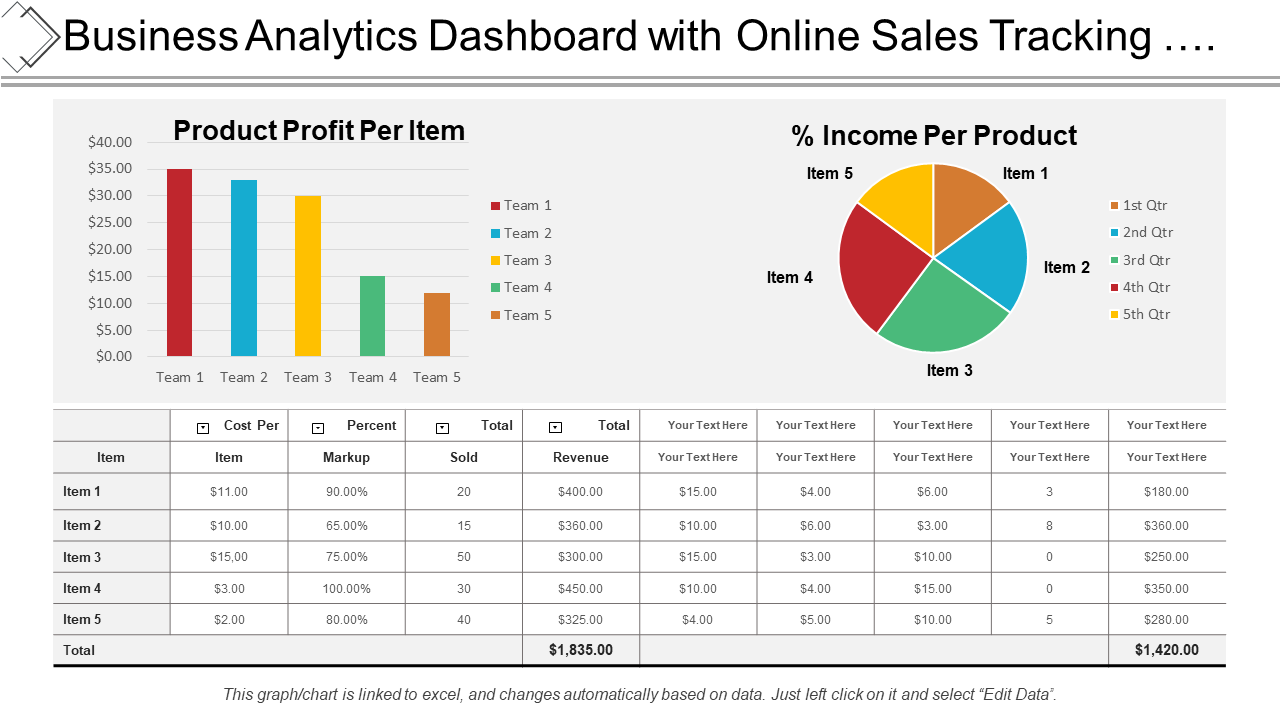 Business Analytics Dashboard with Online Sales Tracking ….
Product Profit Per Item
$40.00
$35.00
$30.00
$25.00
$20.00
$15.00
$10.00
$5.00
$0.00
Team 1 Team 2 Team 3 Team 4 Team 5
Team 1
Team 2
Team 3
Team 4
Team 5
% Income Per Product
Item 5
Item 1
Item 4
Item 2
Item 3
1st Qtr
2nd Qtr
3rd Qtr
4th Qtr
5th Qtr
Cost Per Percent Total Total Your Text Here Your Text Here Your Text Here Your Text Here Your Text Here
Item Item Markup Sold Revenue Your Text Here Your Text Here Your Text Here Your Text Here Your Text Here
Item 1 $11.00 90.00% 20 $400.00 $15.00 $4.00 $6.00 3 $180.00
Item 2 $10.00 65.00% 15 $360.00 $10.00 $6.00 $3.00 8 $360.00
Item 3 $15,00 75.00% 50 $300.00 $15.00 $3.00 $10.00 0 $250.00
Item 4 $3.00 100.00% 30 $450.00 $10.00 $4.00 $15.00 0 $350.00
Item 5 $2.00 80.00% 40 $325.00 $4.00 $5.00 $10.00 5 $280.00
Total $1,835.00 $1,420.00
This graph/chart is linked to excel, and changes automatically based on data. Just left click on it and select “Edit Data”.